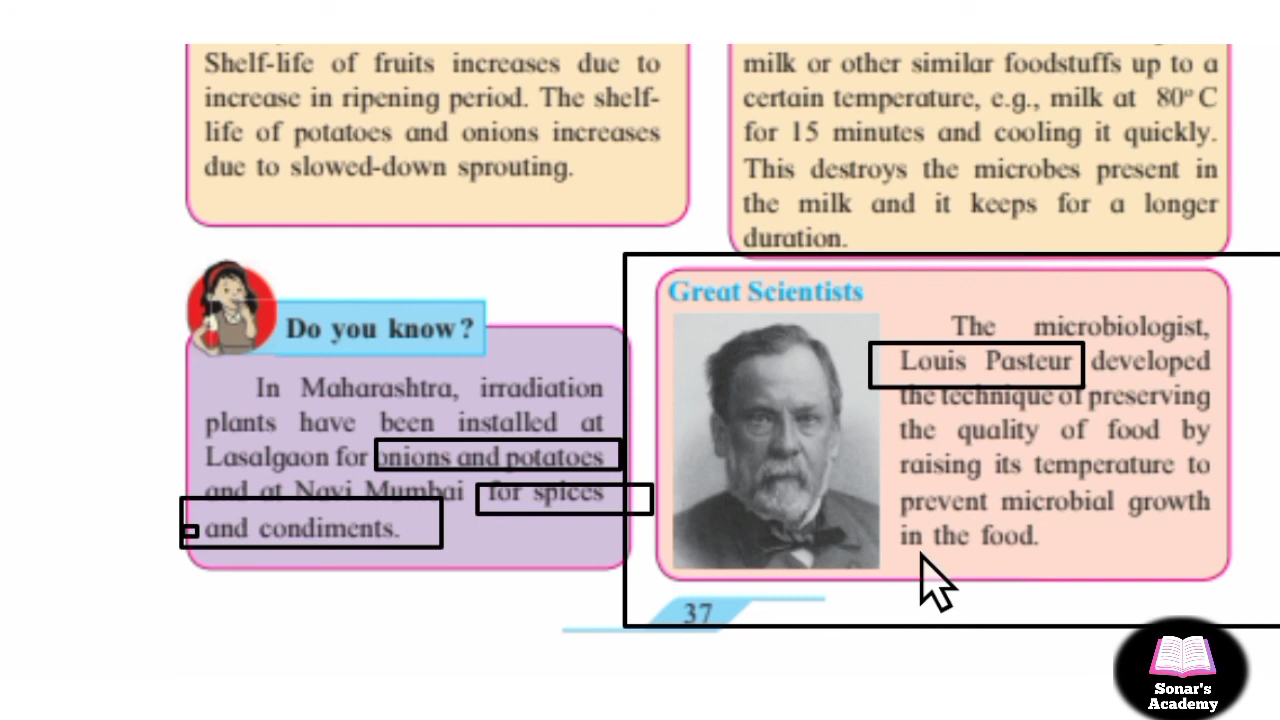 Shelf-life of fruits increases due to
increase in ripening period. The shelf-
life of potatoes and onions increases
due to slowed-down sprouting.
milk or other similar foodstuffs up to a
certain temperature, e.g., milk at 80° C
for 15 minutes and cooling it quickly.
This destroys the microbes present in
the milk and it keeps for a longer
duration.
Do you know?
In Maharashtra, irradiation
plants have been installed at
Lasalgaon for onions and potatoes
and at Navi Mumbai for spices
and condiments.
Great Scientists
The microbiologist,
Louis Pasteur developed
the technique of preserving
the quality of food by
raising its temperature to
prevent microbial growth
in the food.
37
Sonar's
Academy